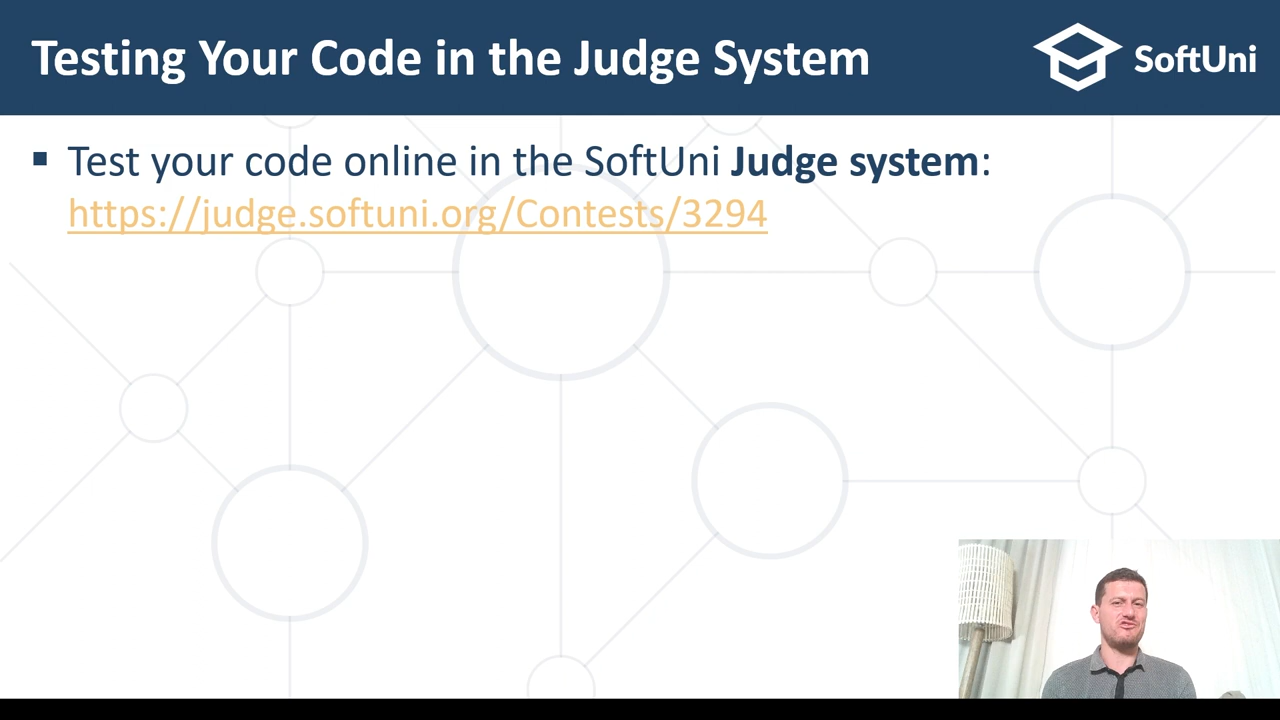 Testing Your Code in the Judge System
SoftUni
▪ Test your code online in the SoftUni Judge system:
https://judge.softuni.org/Contests/3294